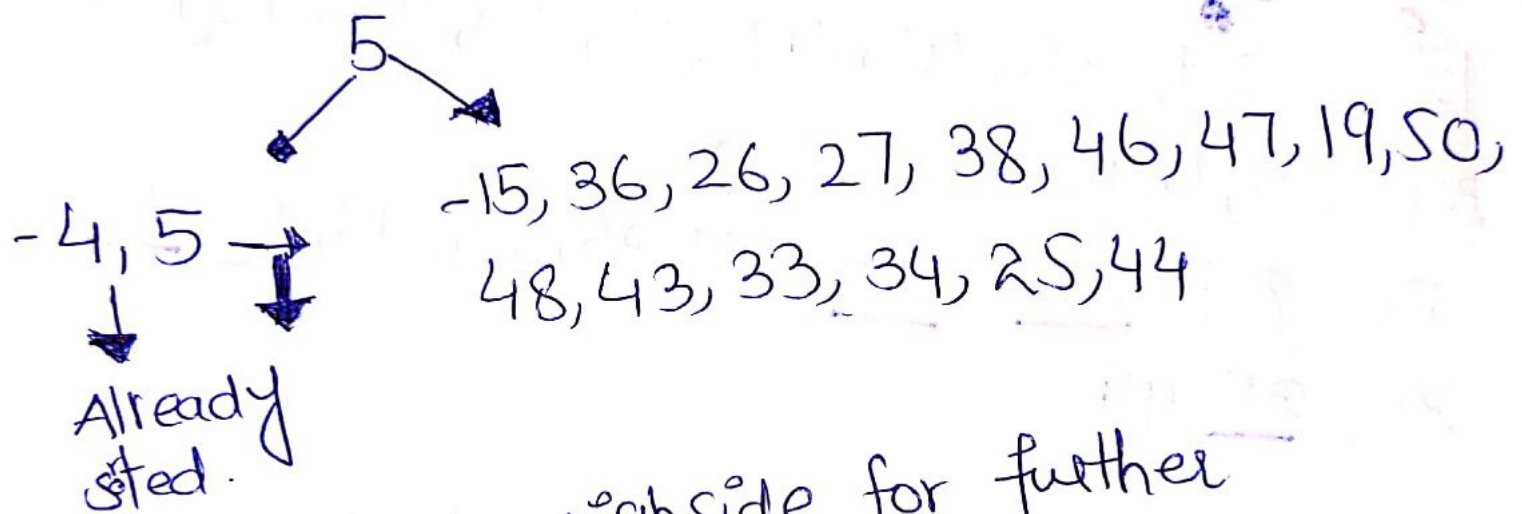 5
-15, 36, 26, 27, 38, 46, 47, 19, 50,
-4, 5
48, 43, 33, 34, 25, 44
Already
sorted.
for further